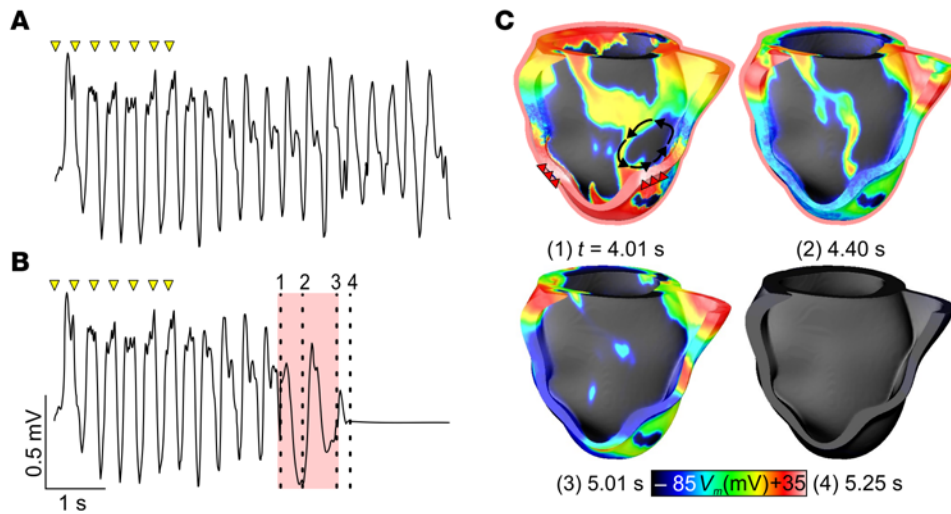 A
B
1 2 3 4
0.5 mV
1 s
C
(1) t = 4.01 s
(2) 4.40 s
(3) 5.01 s
– 85 Vm(mV)+35
(4) 5.25 s